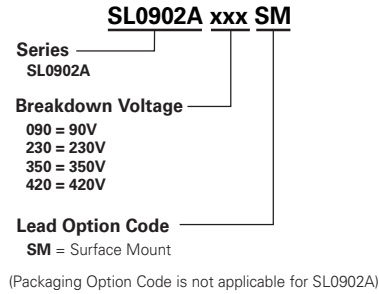 SL0902A xxx SM
Series
SL0902A
Breakdown Voltage
090 = 90V
230 = 230V
350 = 350V
420 = 420V
Lead Option Code
SM = Surface Mount
(Packaging Option Code is not applicable for SL0902A)